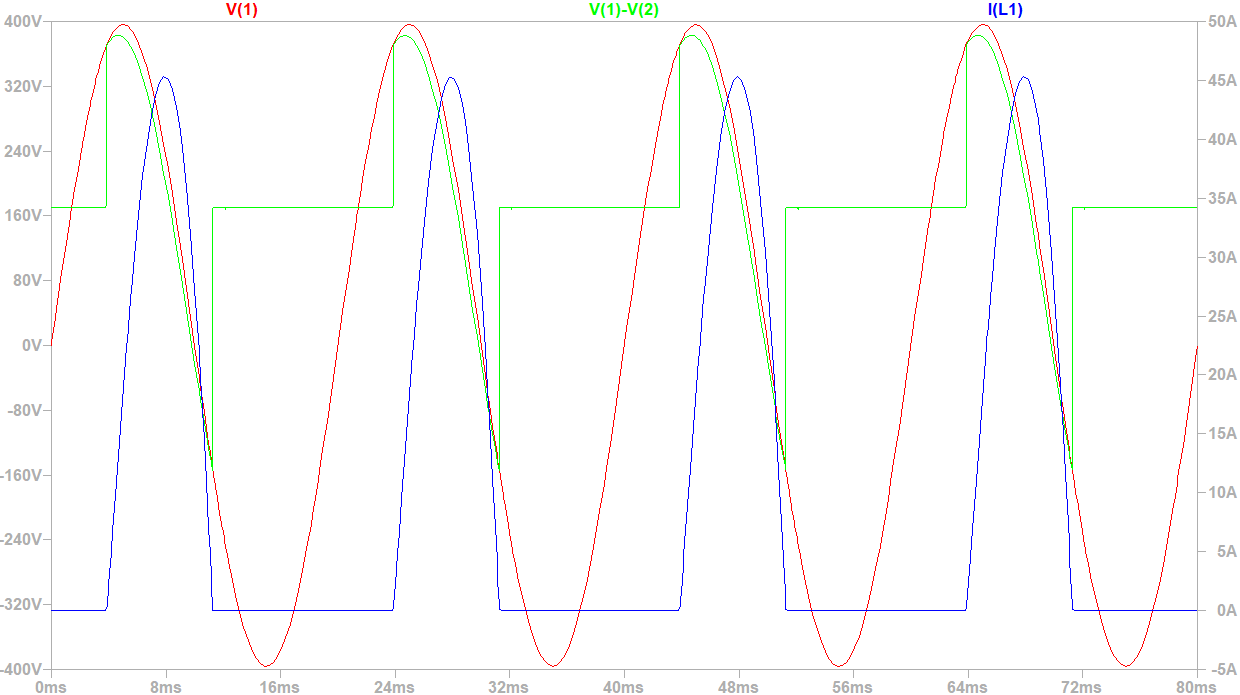 V(1) V(1)-V(2) I(L1)
400V 50A
320V 45A
240V 40A
160V 35A
80V 30A
0V 25A
-80V 20A
-160V 15A
-240V 10A
-320V 5A
-400V 0A
-5A
0ms 8ms 16ms 24ms 32ms 40ms 48ms 56ms 64ms 72ms 80ms